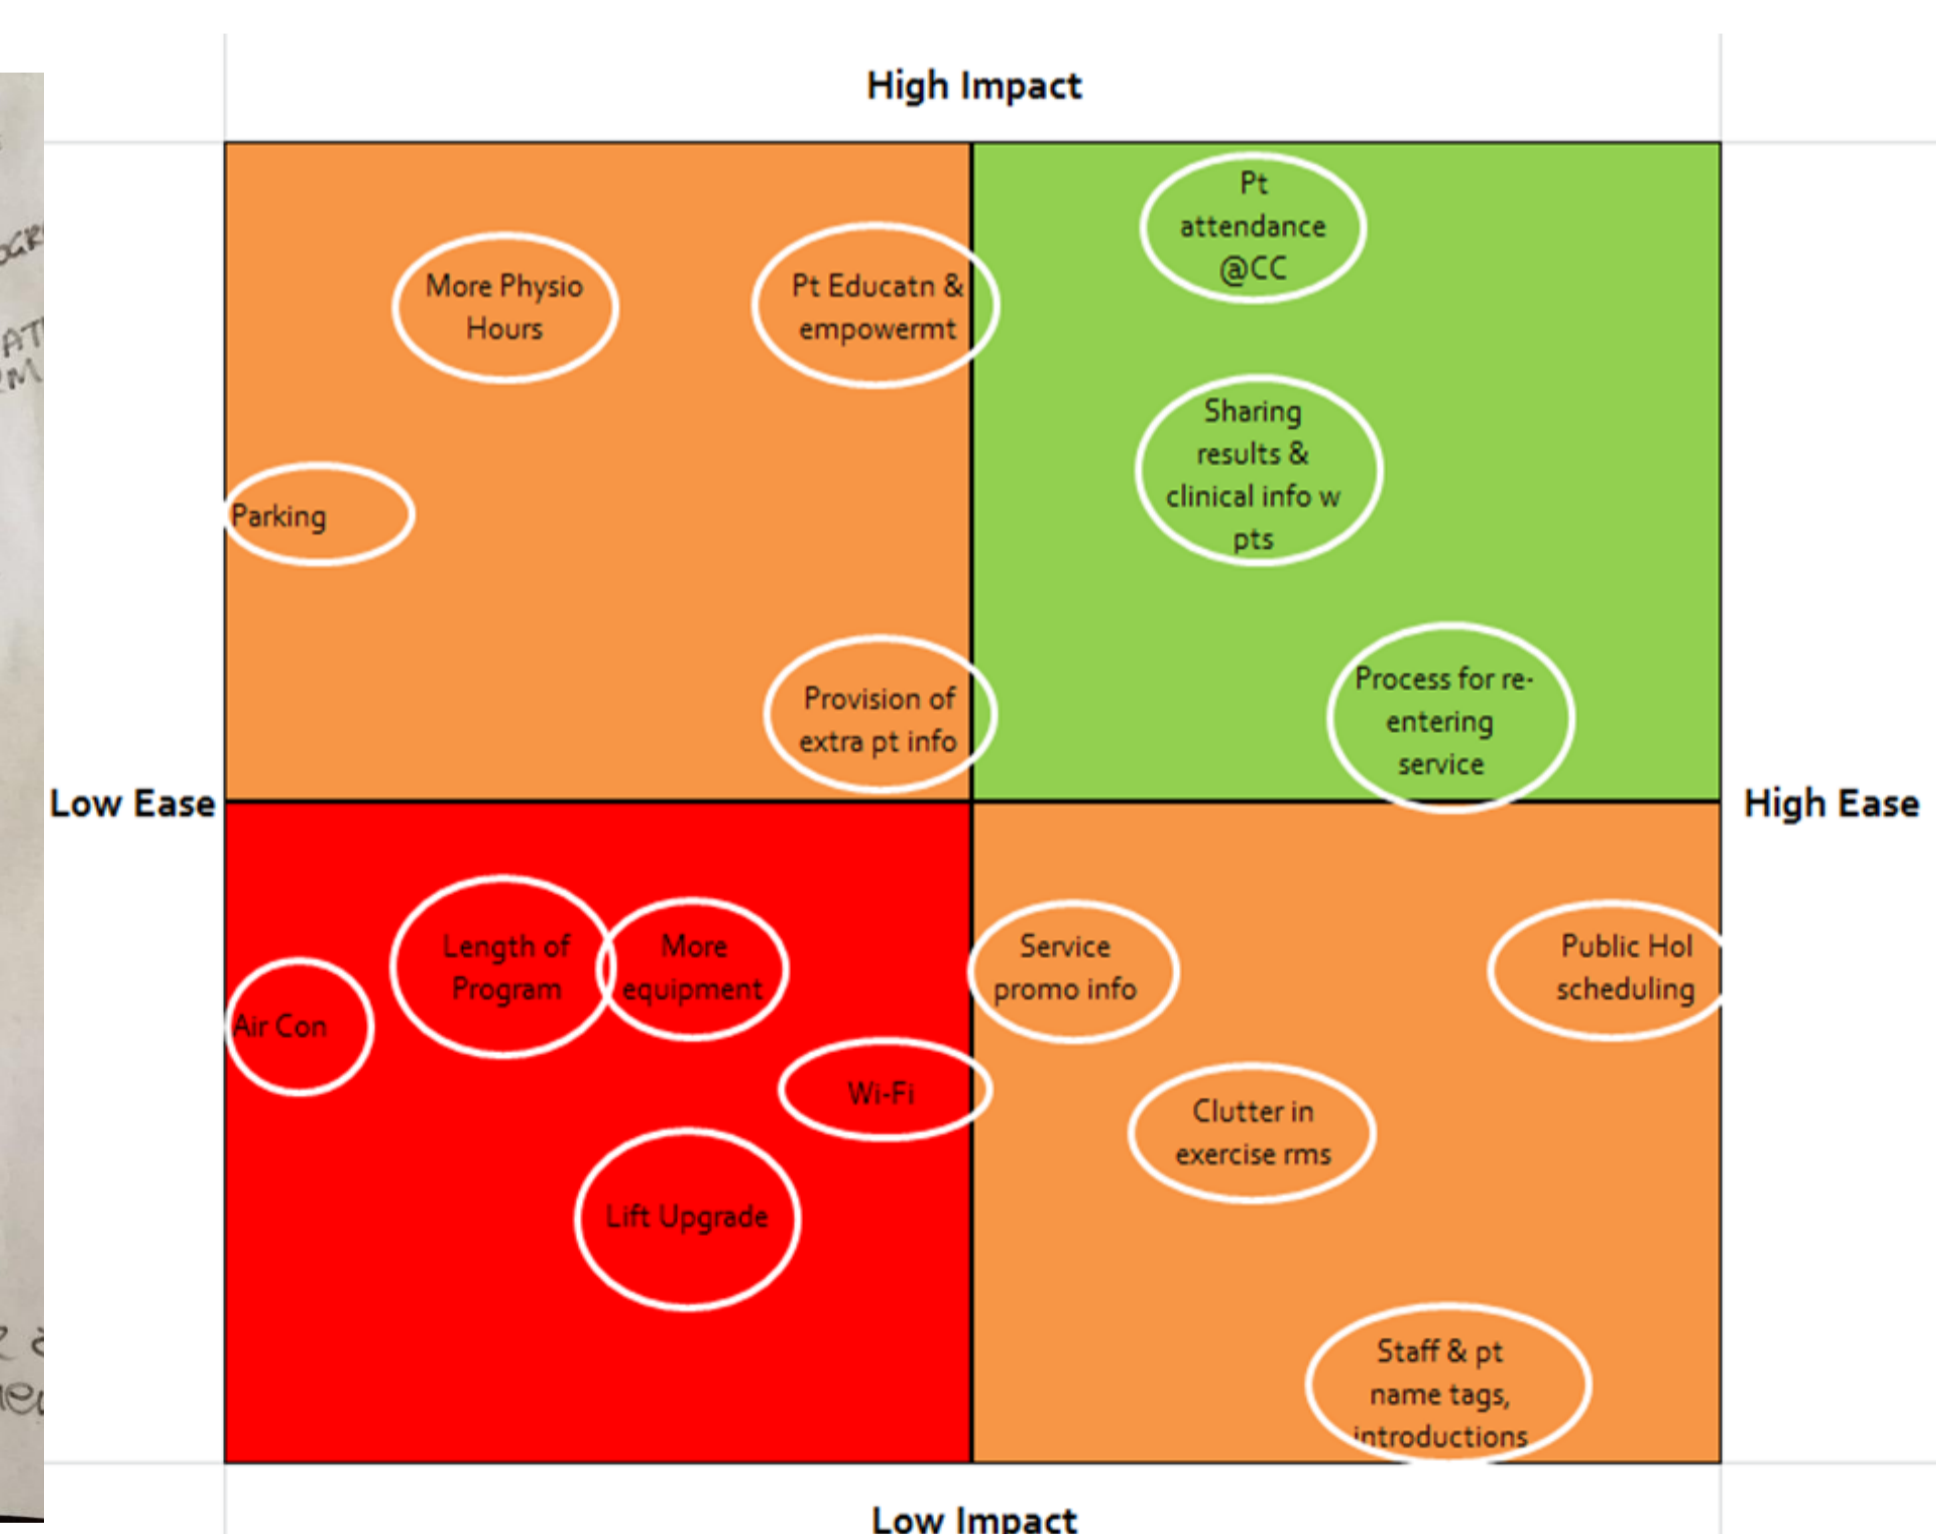 High Impact
Pt
attendance
@CC
More Physio
Hours
Pt Educatn &
empowermt
Sharing
results &
clinical info w
pts
Parking
Process for re-
entering
service
Provision of
extra pt info
Low Ease
High Ease
Length of
Program
More
equipment
Service
promo info
Public Hol
scheduling
Air Con
Wi-Fi
Clutter in
exercise rms
Lift Upgrade
Staff & pt
name tags,
introductions
Low Impact